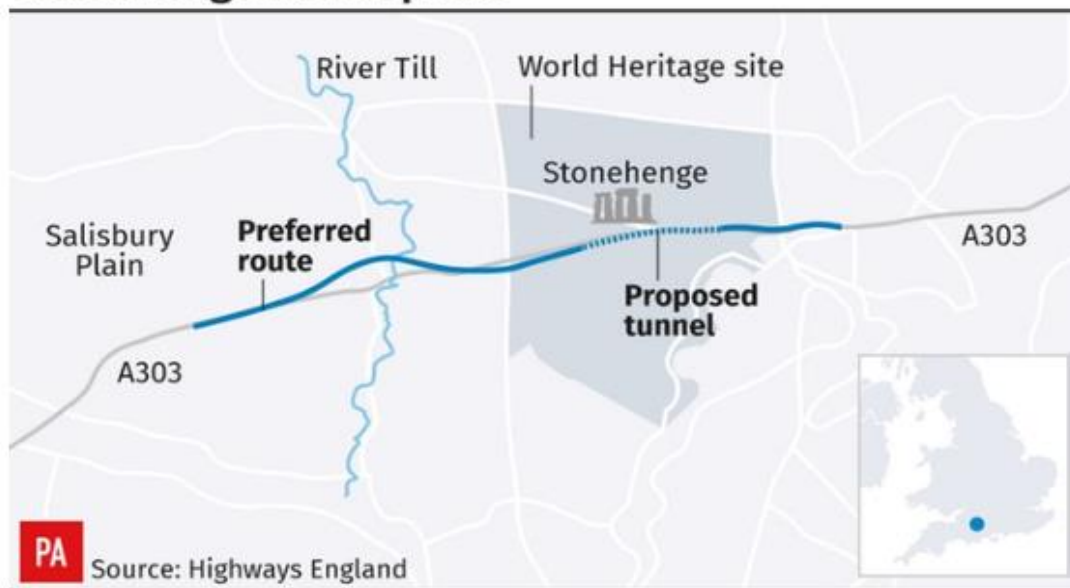 River Till
World Heritage site
Stonehenge
Salisbury
Plain
Preferred
route
A303
Proposed
tunnel
A303
PA
Source: Highways England